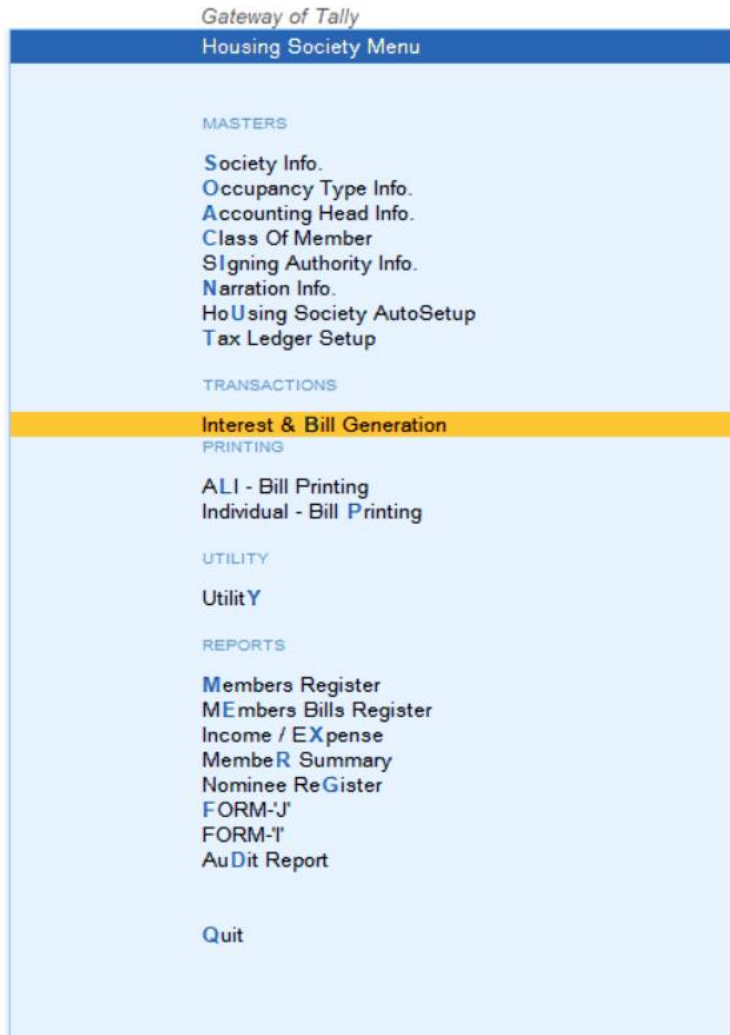 Gateway of Tally
Housing Society Menu
MASTERS
Society Info.
Occupancy Type Info.
Accounting Head Info.
Class Of Member
SIgning Authority Info.
Narration Info.
HoUsing Society AutoSetup
Tax Ledger Setup
TRANSACTIONS
Interest & Bill Generation
PRINTING
ALl - Bill Printing
Individual - Bill Printing
UTILITY
UtilitY
REPORTS
Members Register
MEmbers Bills Register
Income / EXpense
MembeR Summary
Nominee ReGister
FORM-'J'
FORM-'I'
AuDit Report
Quit